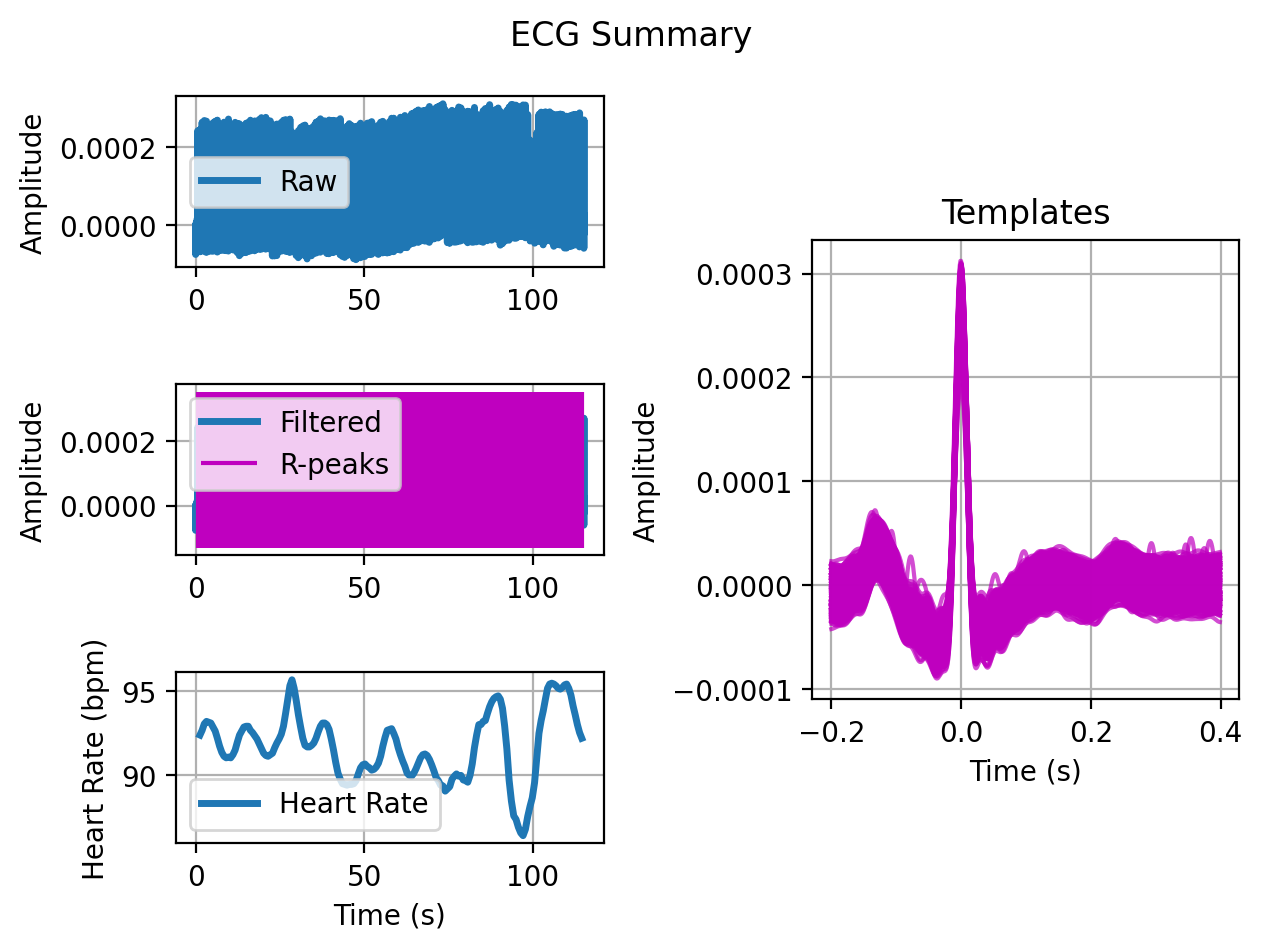 ECG Summary
Amplitude
0.0002
0.0000
Raw
0
50
100
Amplitude
0.0002
0.0000
Filtered
R-peaks
0
50
100
Heart Rate (bpm)
95
90
Heart Rate
0
50
100
Time (s)
Templates
Amplitude
0.0003
0.0002
0.0001
0.0000
−0.0001
−0.2
0.0
0.2
0.4
Time (s)